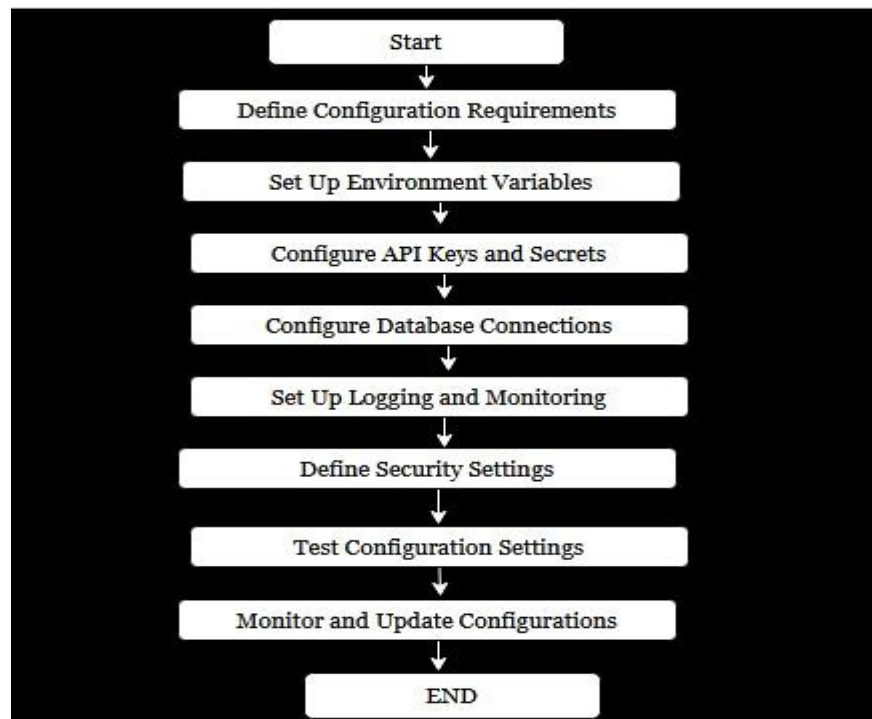 Start
Define Configuration Requirements
Set Up Environment Variables
Configure API Keys and Secrets
Configure Database Connections
Set Up Logging and Monitoring
Define Security Settings
Test Configuration Settings
Monitor and Update Configurations
END